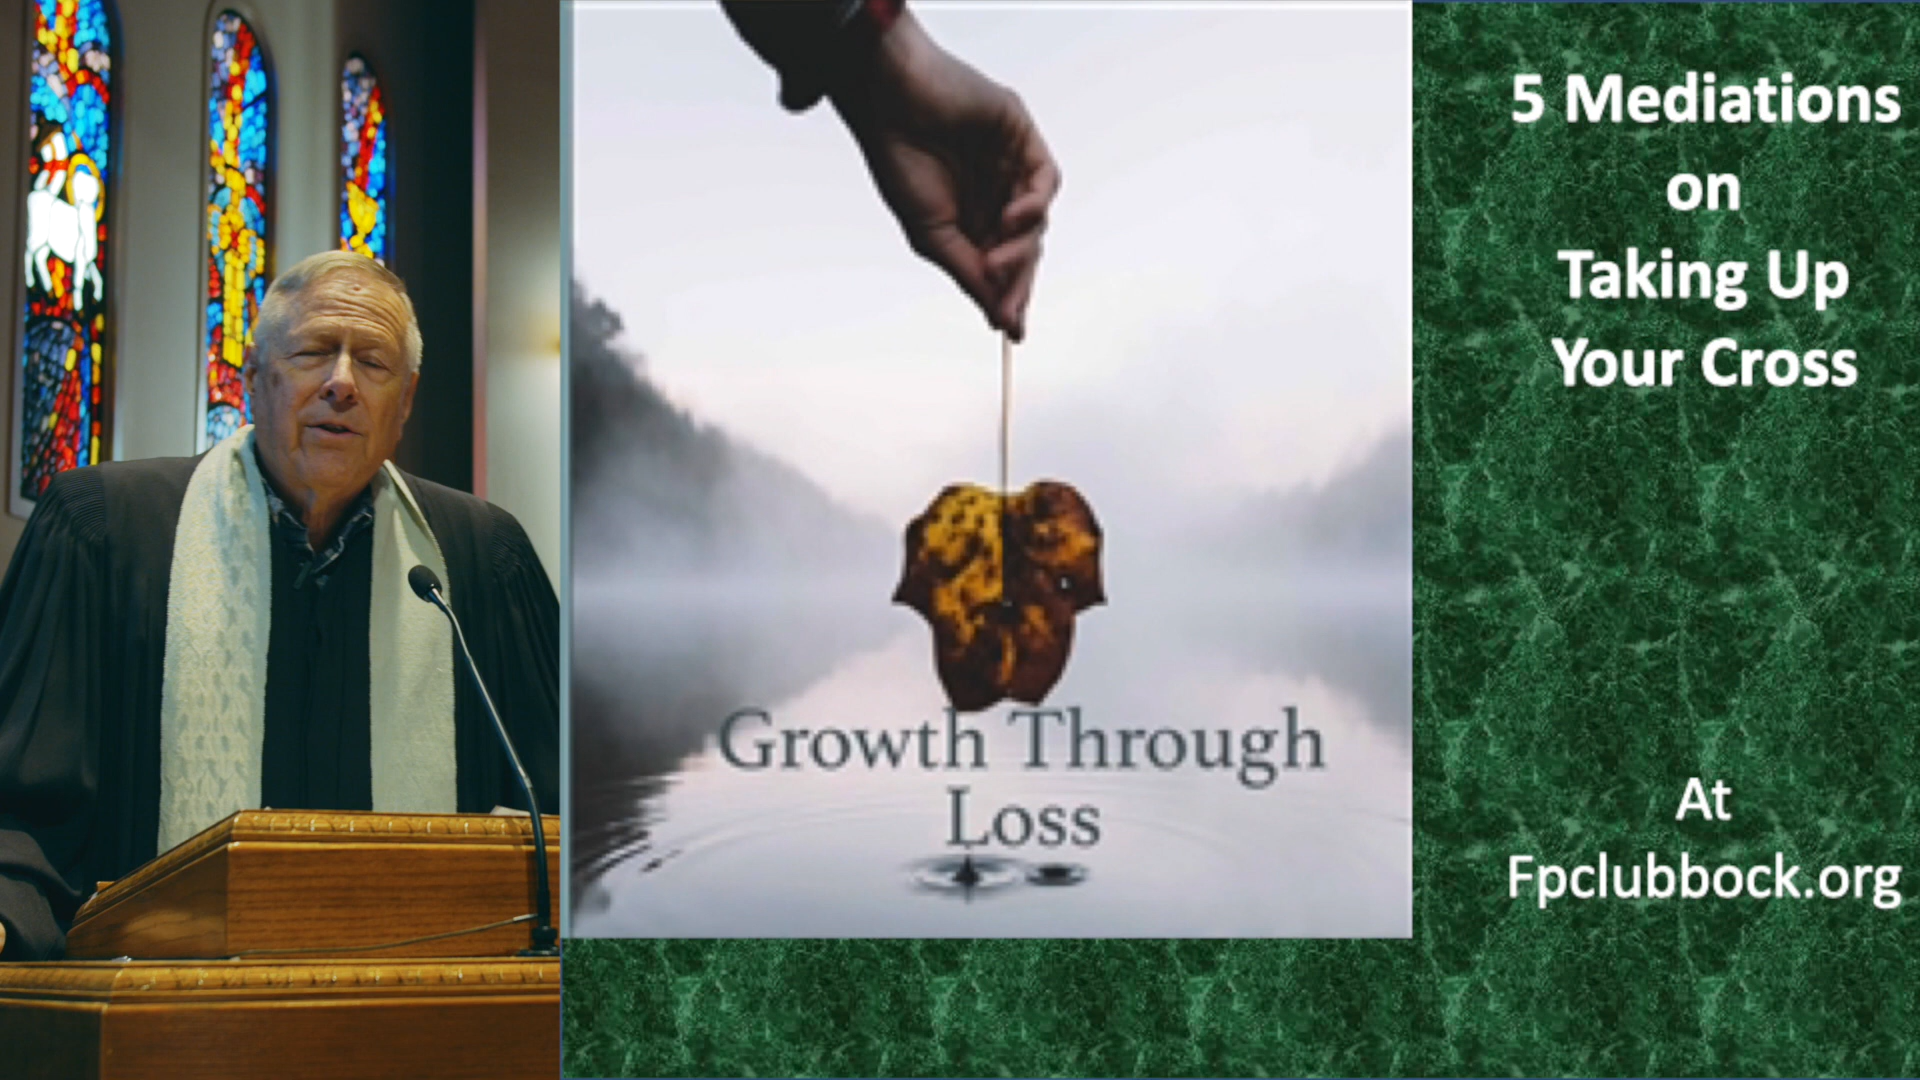 5 Mediations
on
Taking Up
Your Cross
Growth Through
Loss
At
Fpclubbock.org